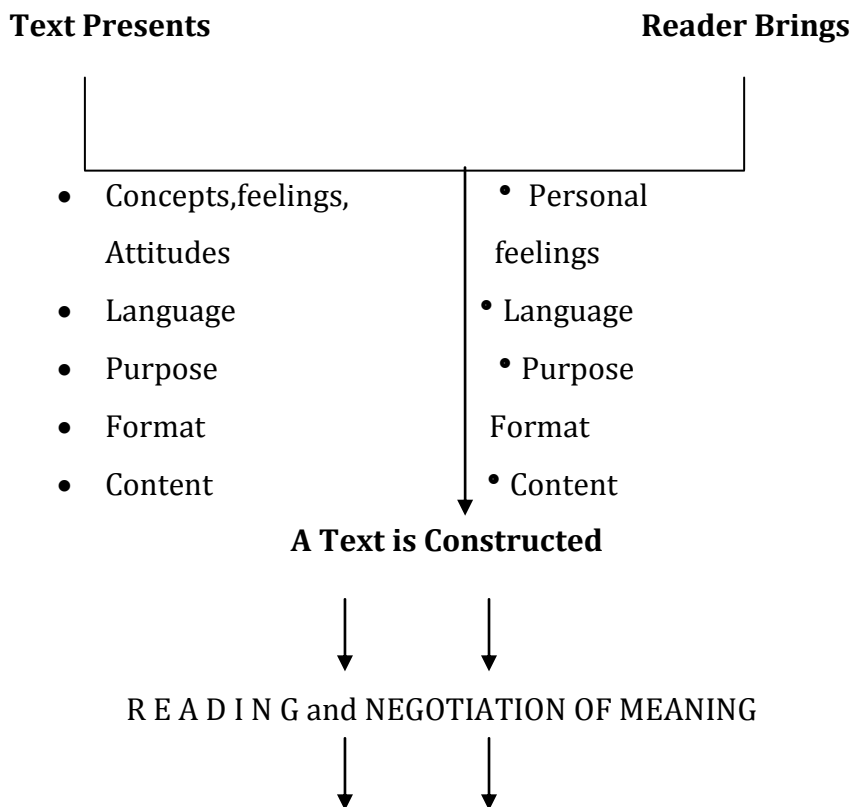 Text Presents Reader Brings
• Concepts,feelings, • Personal
Attitudes feelings
• Language • Language
• Purpose • Purpose
• Format Format
• Content • Content
A Text is Constructed
R E A D I N G and NEGOTIATION OF MEANING